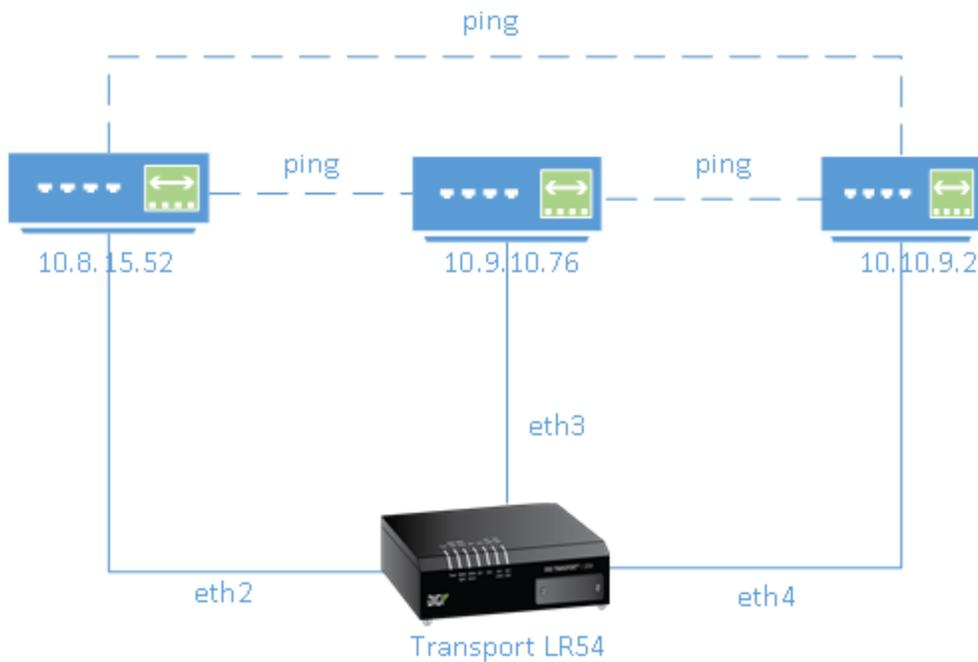 ping
ping
ping
10.8.15.52
10.9.10.76
10.10.9.2
eth3
eth2
eth4
Transport LR54